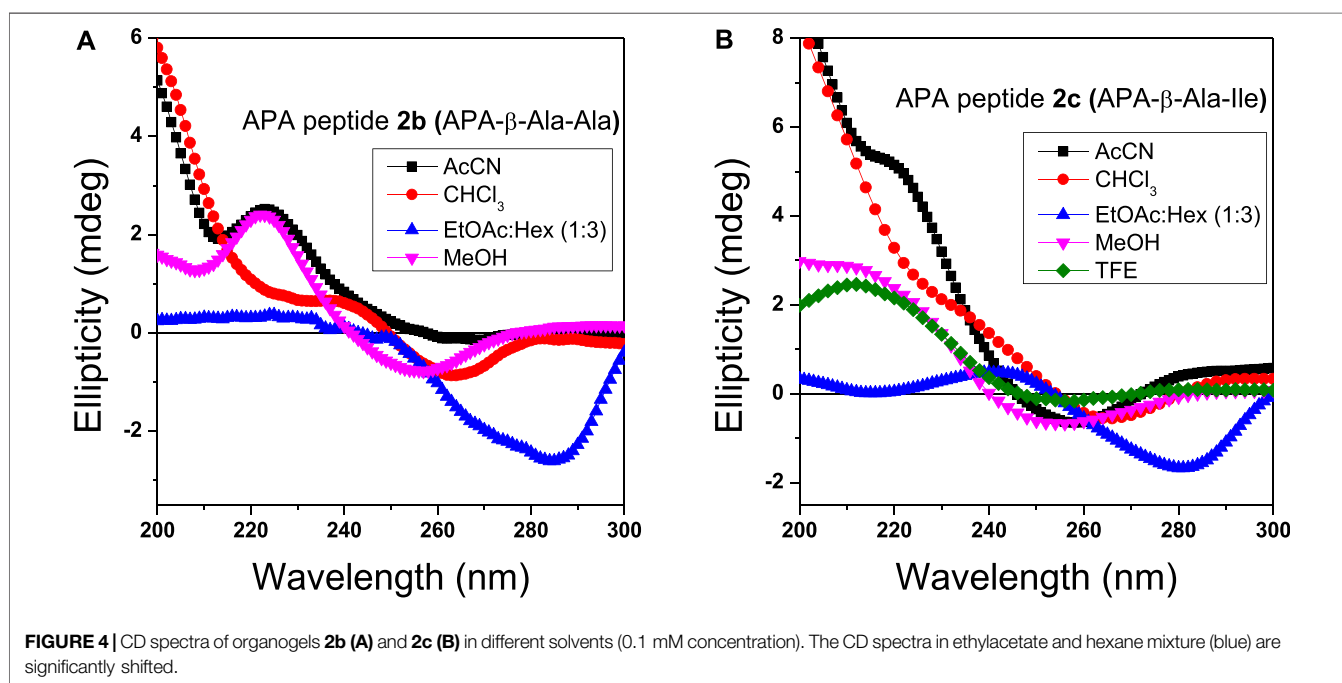 A
APA peptide 2b (APA-β-Ala-Ala)
AcCN
CHCl₃
EtOAc:Hex (1:3)
MeOH
Ellipticity (mdeg)
6
4
2
0
-2
200 220 240 260 280 300
Wavelength (nm)
B
APA peptide 2c (APA-β-Ala-Ile)
AcCN
CHCl₃
EtOAc:Hex (1:3)
MeOH
TFE
Ellipticity (mdeg)
8
6
4
2
0
-2
200 220 240 260 280 300
Wavelength (nm)
FIGURE 4 | CD spectra of organogels 2b (A) and 2c (B) in different solvents (0.1 mM concentration). The CD spectra in ethylacetate and hexane mixture (blue) are
significantly shifted.